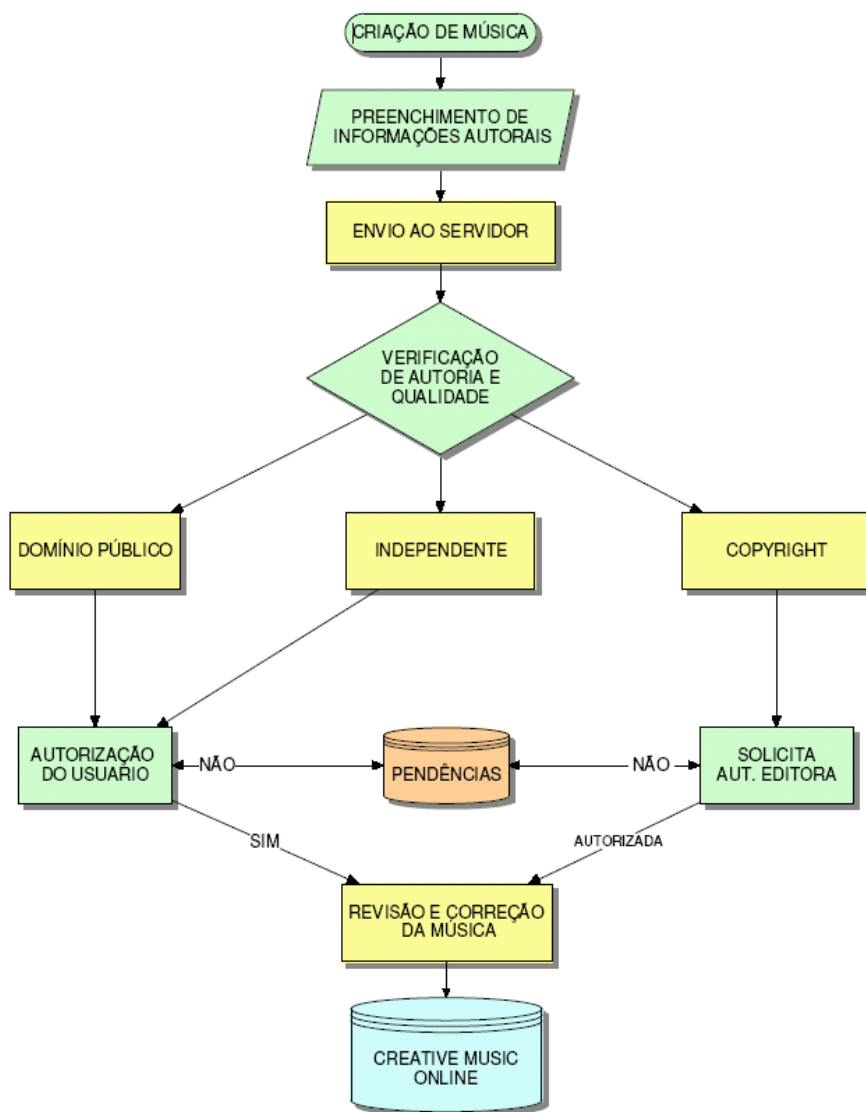 CRIAÇÃO DE MÚSICA
PREENCHIMENTO DE
INFORMAÇÕES AUTORAIS
ENVIO AO SERVIDOR
VERIFICAÇÃO
DE AUTORIA E
QUALIDADE
DOMÍNIO PÚBLICO
INDEPENDENTE
COPYRIGHT
AUTORIZAÇÃO
DO USUARIO
NÃO
PENDÊNCIAS
NÃO
SOLICITA
AUT. EDITORA
SIM
AUTORIZADA
REVISÃO E CORREÇÃO
DA MÚSICA
CREATIVE MUSIC
ONLINE